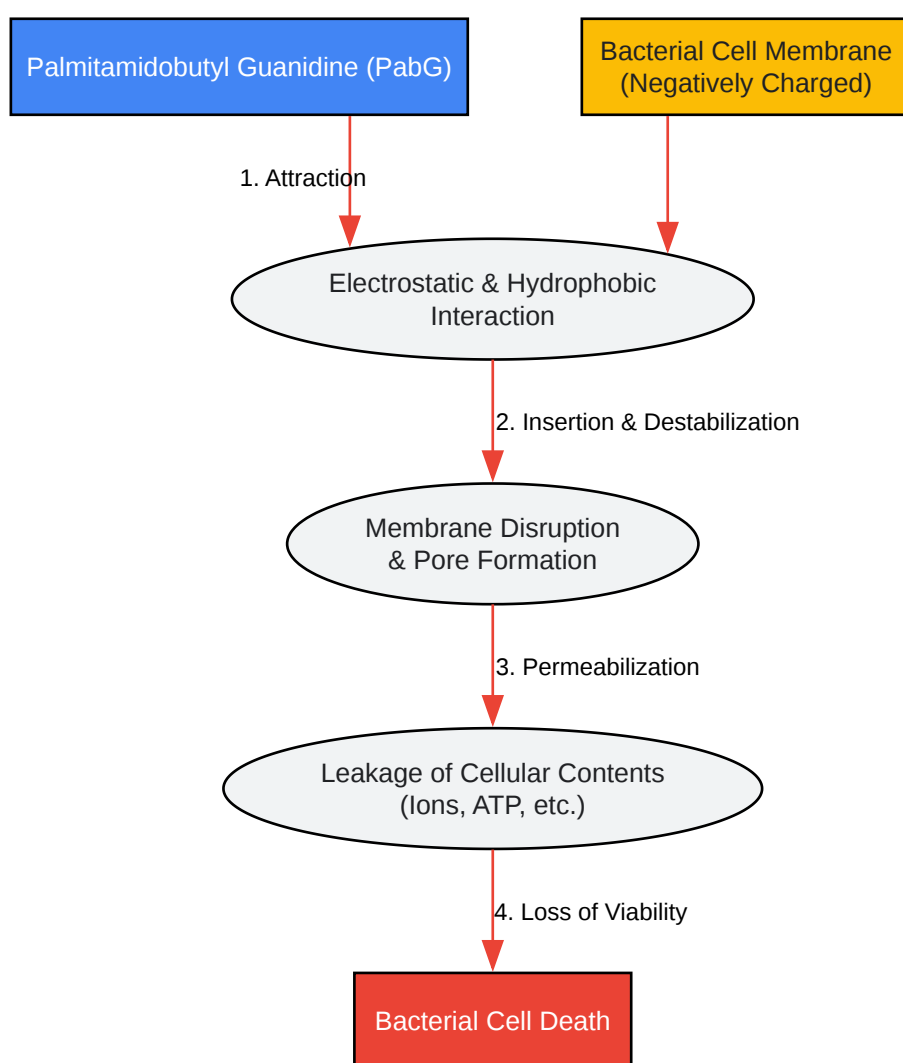 Palmitamidobutyl Guanidine (PabG)
Bacterial Cell Membrane
(Negatively Charged)
1. Attraction
Electrostatic & Hydrophobic
Interaction
2. Insertion & Destabilization
Membrane Disruption
& Pore Formation
3. Permeabilization
Leakage of Cellular Contents
(Ions, ATP, etc.)
4. Loss of Viability
Bacterial Cell Death